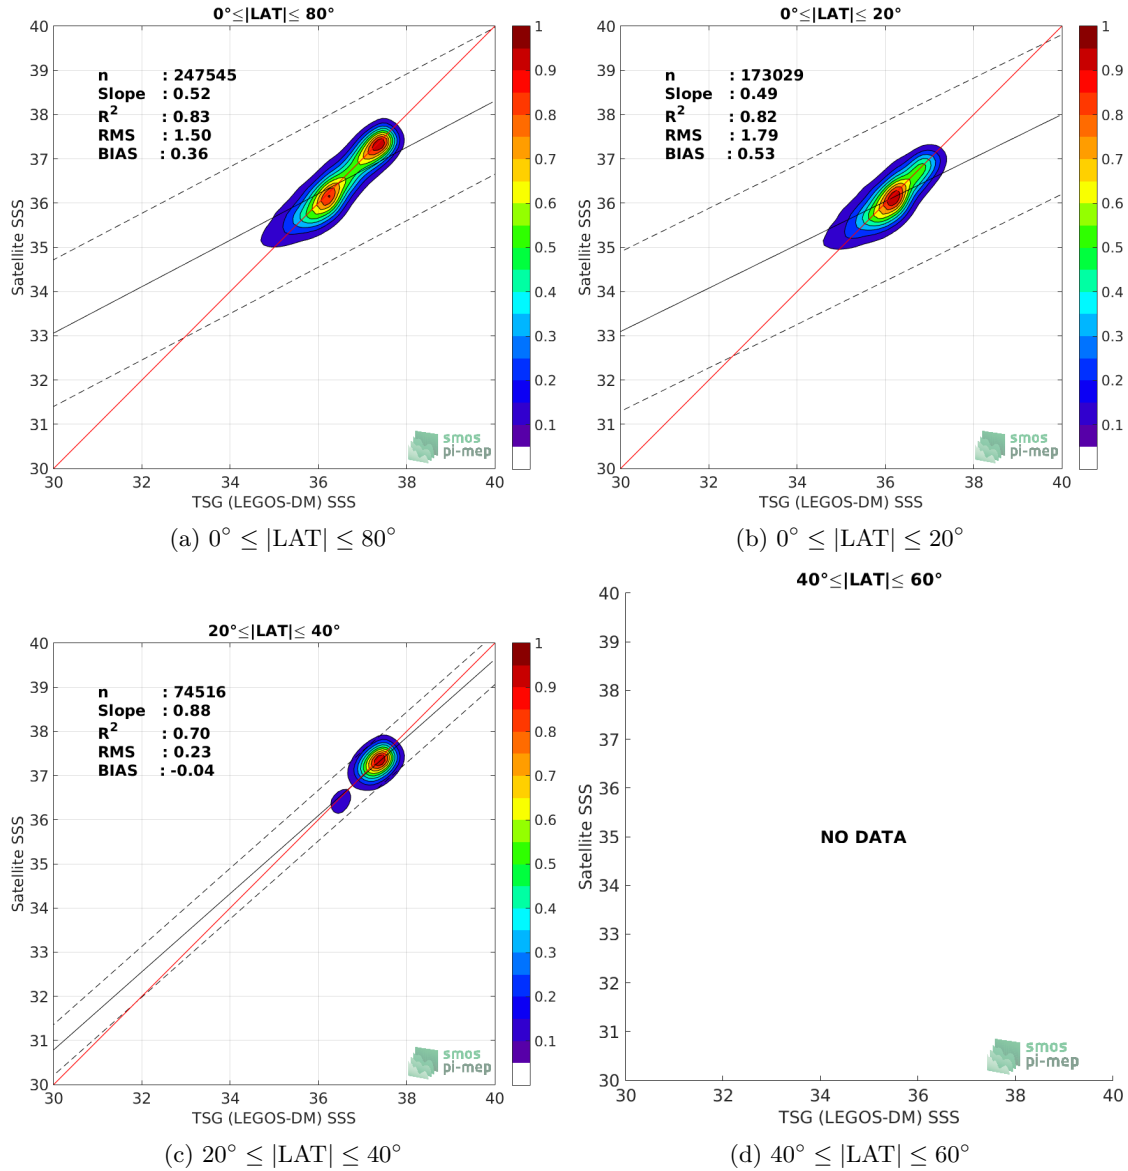 0°≤|LAT|≤ 80°
40
39
38
37
36
35
34
33
32
31
30
Satellite SSS
n : 247545
Slope : 0.52
R² : 0.83
RMS : 1.50
BIAS : 0.36
smos
pi-mep
30 32 34 36 38 40
TSG (LEGOS-DM) SSS
1
0.9
0.8
0.7
0.6
0.5
0.4
0.3
0.2
0.1
(a) 0° ≤ |LAT| ≤ 80°
0°≤|LAT|≤ 20°
40
39
38
37
36
35
34
33
32
31
30
Satellite SSS
n : 173029
Slope : 0.49
R² : 0.82
RMS : 1.79
BIAS : 0.53
smos
pi-mep
30 32 34 36 38 40
TSG (LEGOS-DM) SSS
1
0.9
0.8
0.7
0.6
0.5
0.4
0.3
0.2
0.1
(b) 0° ≤ |LAT| ≤ 20°
20°≤|LAT|≤ 40°
40
39
38
37
36
35
34
33
32
31
30
Satellite SSS
n : 74516
Slope : 0.88
R² : 0.70
RMS : 0.23
BIAS : -0.04
smos
pi-mep
30 32 34 36 38 40
TSG (LEGOS-DM) SSS
1
0.9
0.8
0.7
0.6
0.5
0.4
0.3
0.2
0.1
(c) 20° ≤ |LAT| ≤ 40°
40°≤|LAT|≤ 60°
40
39
38
37
36
35
34
33
32
31
30
Satellite SSS
NO DATA
smos
pi-mep
30 32 34 36 38 40
TSG (LEGOS-DM) SSS
(d) 40° ≤ |LAT| ≤ 60°